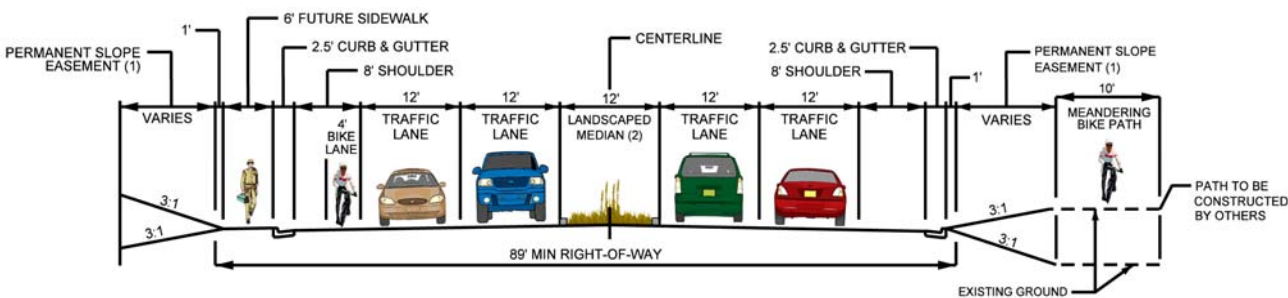 6' FUTURE SIDEWALK
1'
2.5' CURB & GUTTER
CENTERLINE
2.5' CURB & GUTTER
PERMANENT SLOPE
EASEMENT (1)
8' SHOULDER
8' SHOULDER
PERMANENT SLOPE
EASEMENT (1)
1'
12'
12'
12'
12'
12'
10'
VARIES
4'
BIKE
LANE
TRAFFIC
LANE
TRAFFIC
LANE
LANDSCAPED
MEDIAN (2)
TRAFFIC
LANE
TRAFFIC
LANE
VARIES
MEANDERING
BIKE PATH
3:1
3:1
3:1
3:1
PATH TO BE
CONSTRUCTED
BY OTHERS
89' MIN RIGHT-OF-WAY
EXISTING GROUND